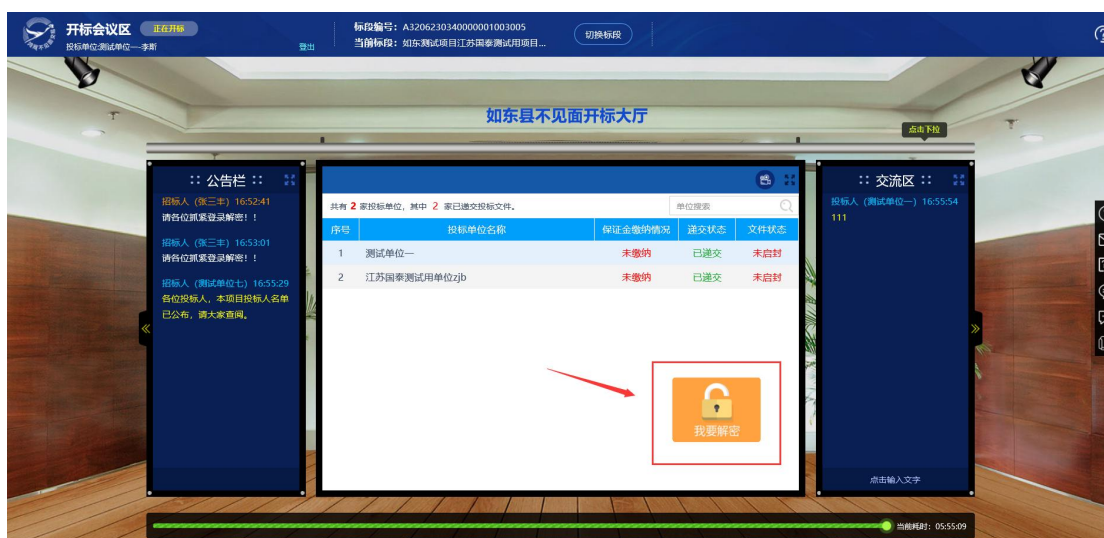 开标会议区 正在开标
投标单位:测试单位一-李斯 登出
标段编号：A3206230340000001003005
当前标段：如东测试项目江苏国泰测试用项目...
切换标段
如东县不见面开标大厅
点击下拉
:: 公告栏 ::
招标人（张三丰）16:52:41
请各位抓紧登录解密！！
招标人（张三丰）16:53:01
请各位抓紧登录解密！！
招标人（测试单位七）16:55:29
各位投标人，本项目投标人名单
已公布，请大家查阅。
共有 2 家投标单位，其中 2 家已递交投标文件。 单位搜索
序号 投标单位名称 保证金缴纳情况 递交状态 文件状态
1 测试单位一 未缴纳 已递交 未启封
2 江苏国泰测试用单位zjb 未缴纳 已递交 未启封
我要解密
:: 交流区 ::
投标人（测试单位一）16:55:54
111
点击输入文字
当前耗时：05:55:09